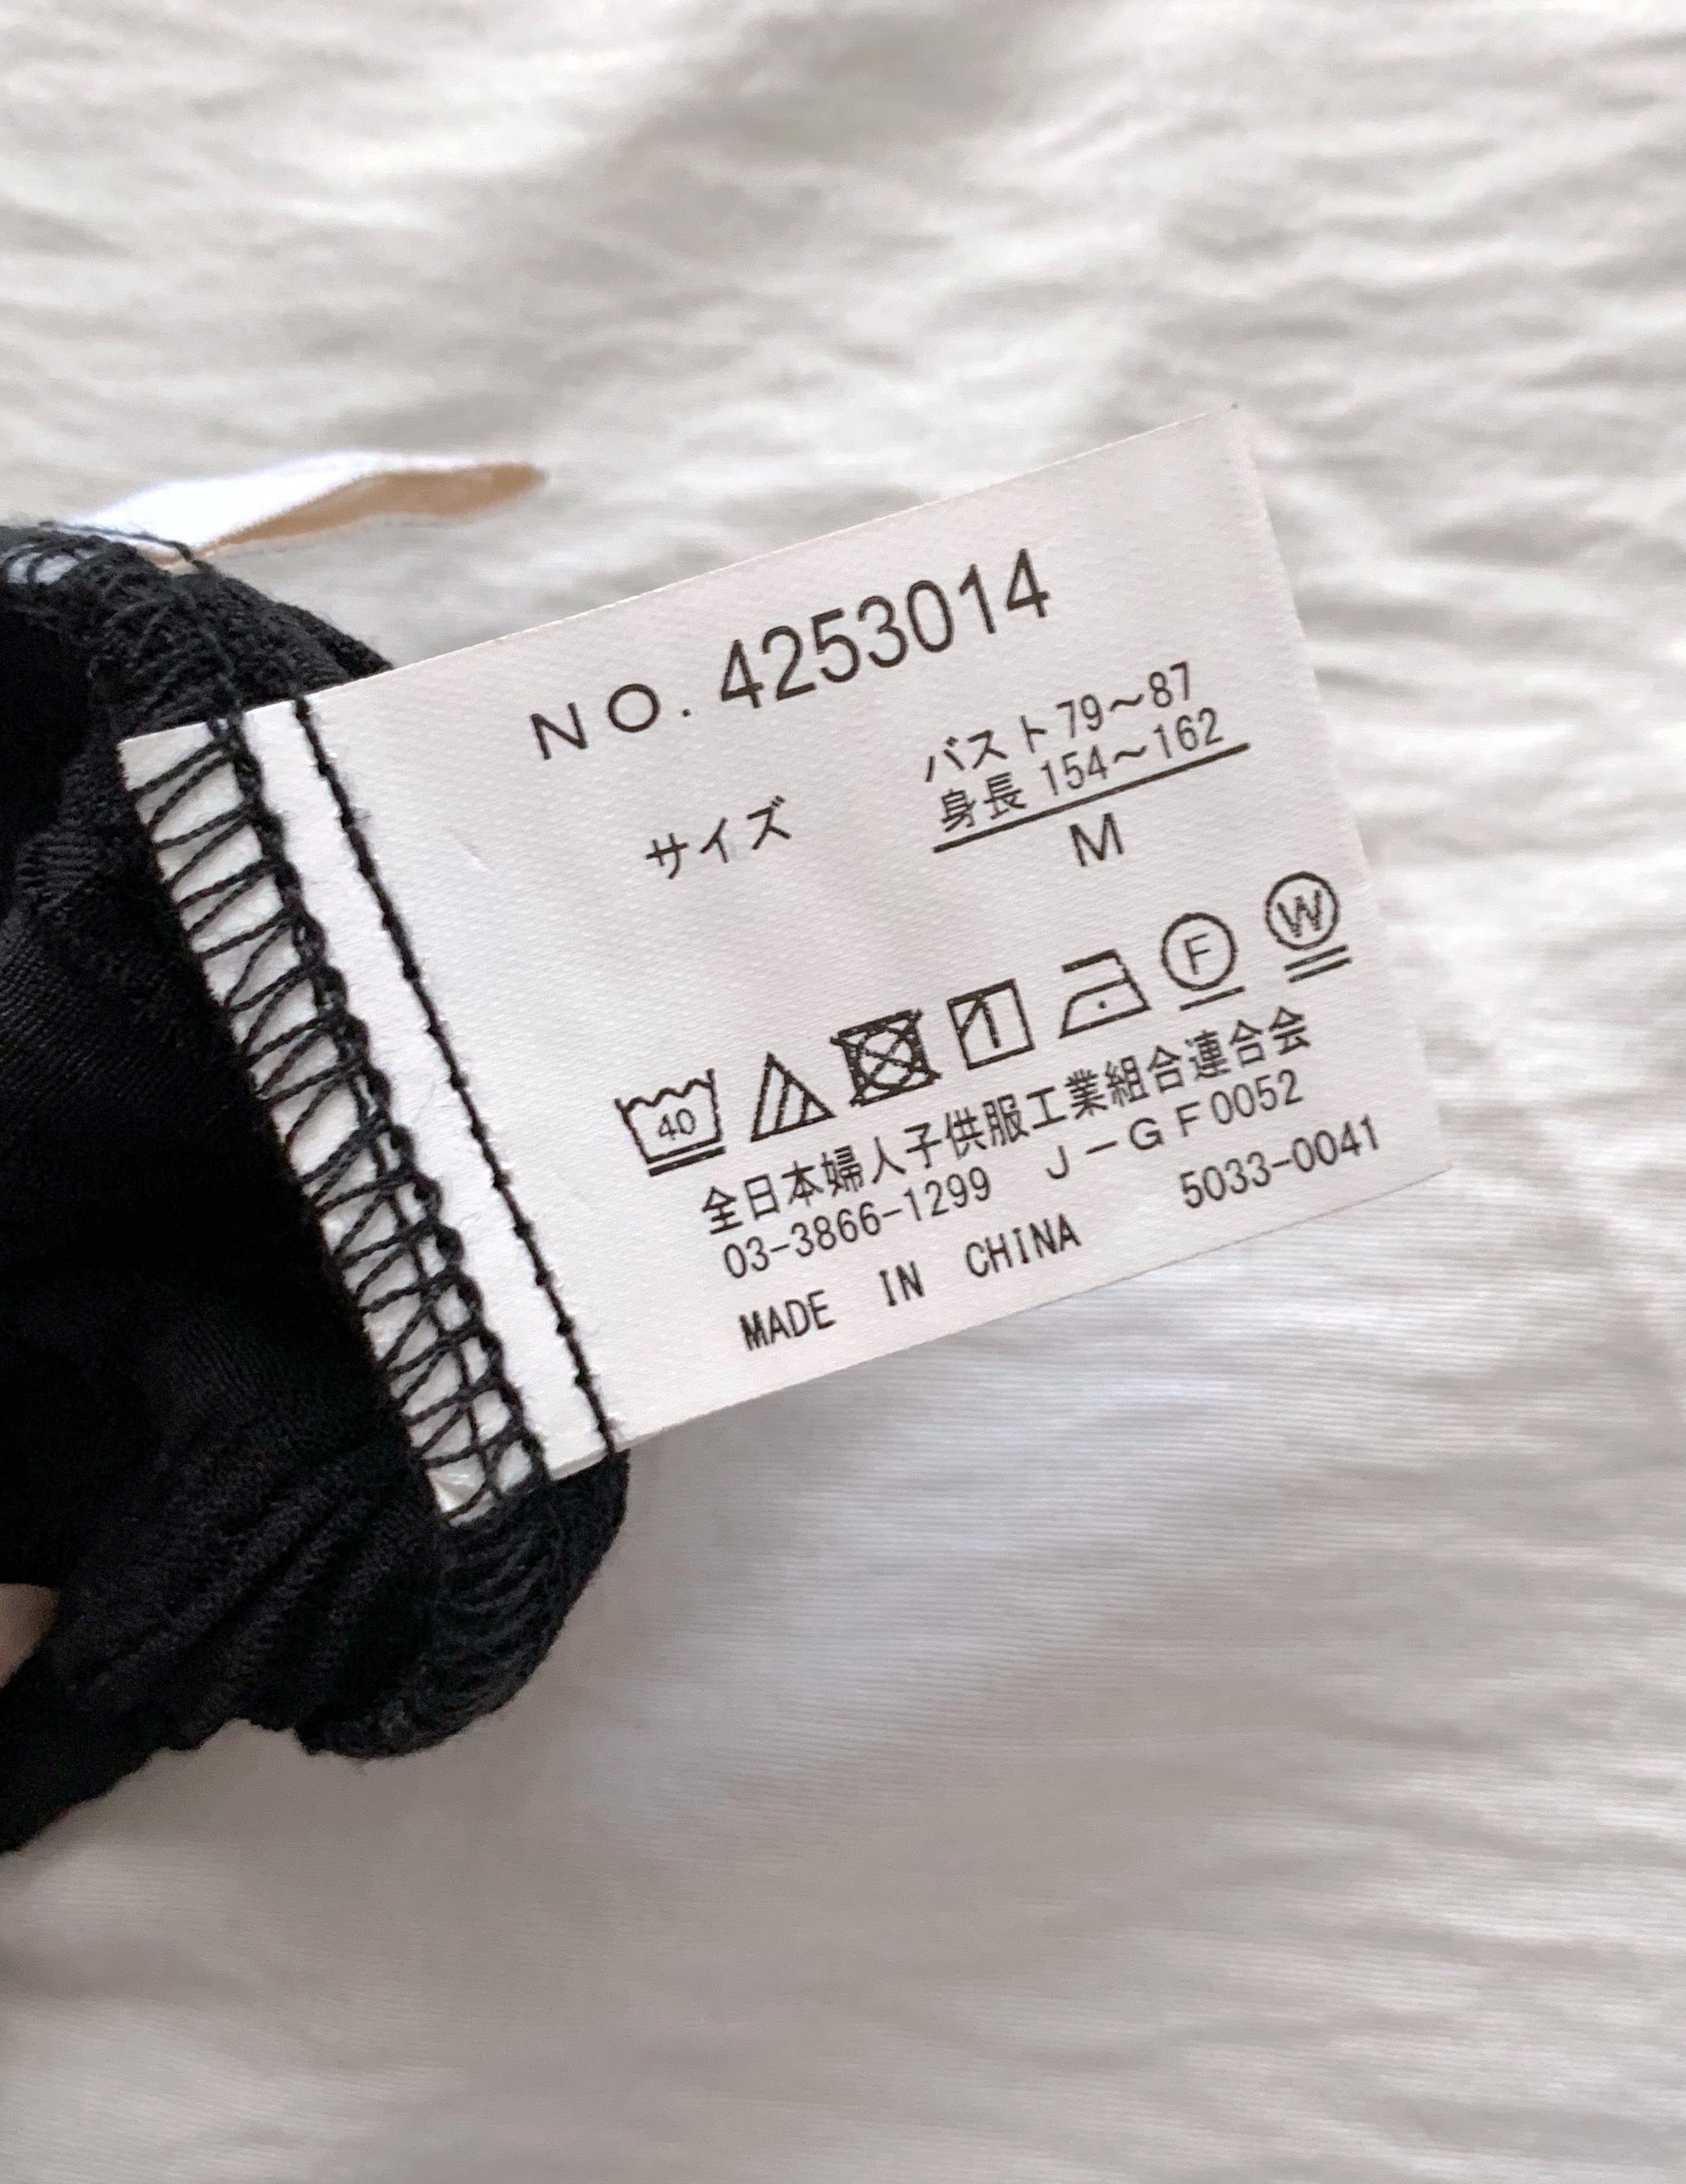 NO. 4253014
バスト79～87
身長 154～162
サイズ
M
40
F
W
全日本婦人子供服工業組合連合会
03-3866-1299 J-GF0052
MADE IN CHINA 5033-0041